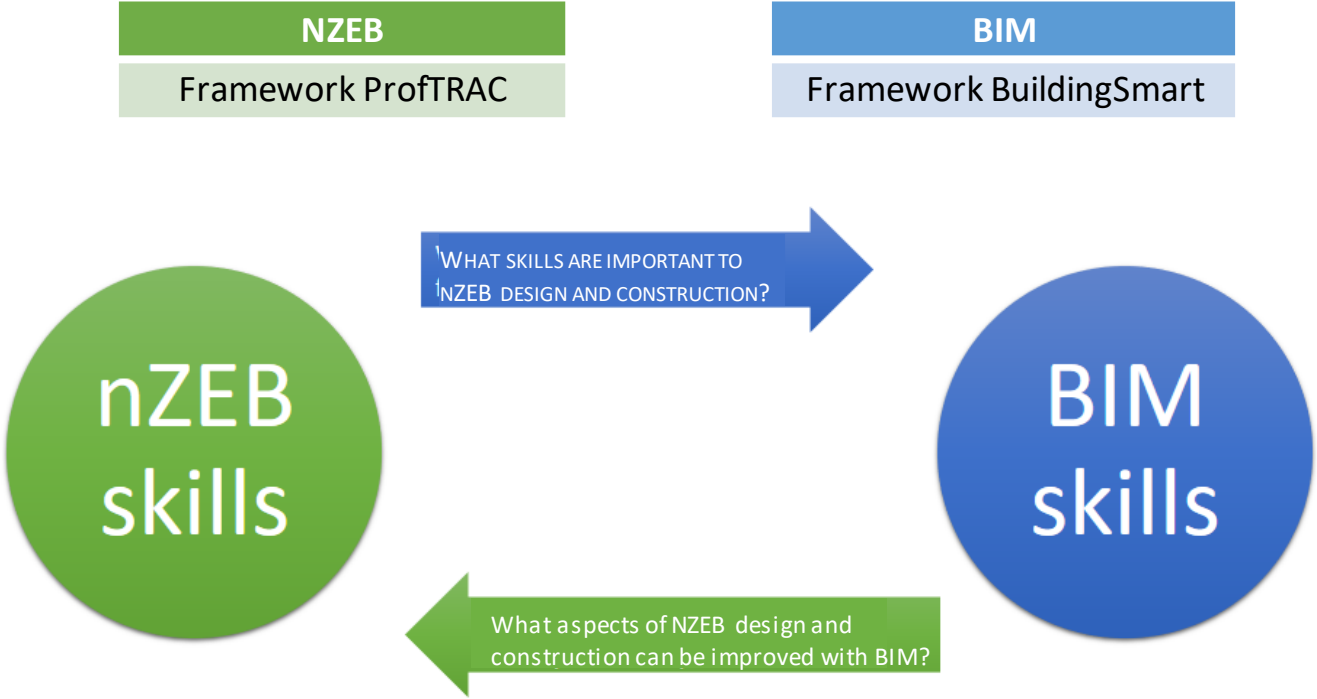 NZEB
Framework ProfTRAC
BIM
Framework BuildingSmart
WHAT SKILLS ARE IMPORTANT TO
NZEB DESIGN AND CONSTRUCTION?
nZEB
skills
BIM
skills
What aspects of NZEB design and
construction can be improved with BIM?